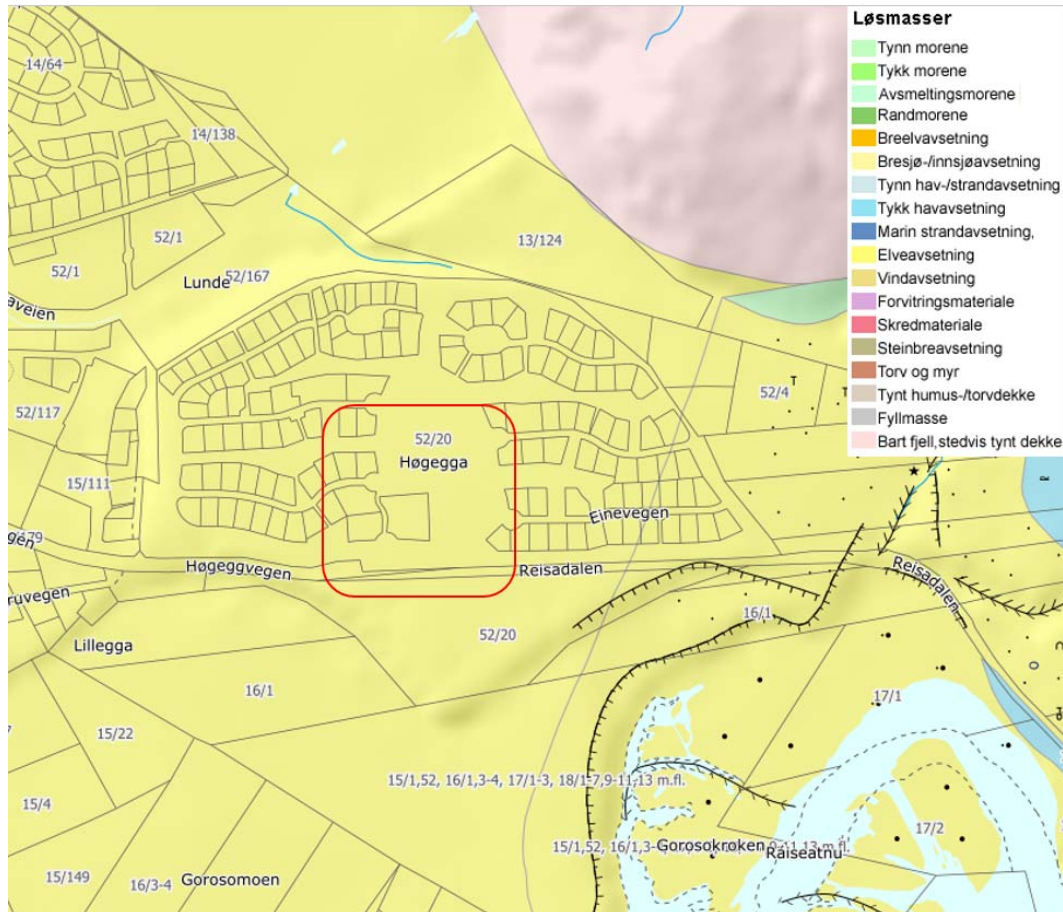 14/64
14/138
52/1
52/1
Lunde
52/167
13/124
aveien
52/117
52/4
T
T
52/20
Høgegga
15/111
Einevegen
Høgeggvegen
Reisadalen
Reisadalen
ruvegen
Lillegga
52/20
16/1
16/1
15/22
17/1
15/1,52, 16/1,3-4, 17/1-3, 18/1-7,9-11,13 m.fl.
15/4
17/2
Gorosokroken
Raiseatnu
15/149
16/3-4
Gorosomoen
Løsmasser
Tynn morene
Tykk morene
Avsmeltingsmorene
Randmorene
Breelvavsetning
Bresjø-/innsjøavsetning
Tynn hav-/strandavsetning
Tykk havavsetning
Marin strandavsetning,
Elveavsetning
Vindavsetning
Forvitringsmateriale
Skredmateriale
Steinbreavsetning
Torv og myr
Tynt humus-/torvdekke
Fyllmasse
Bart fjell,stedvis tynt dekke